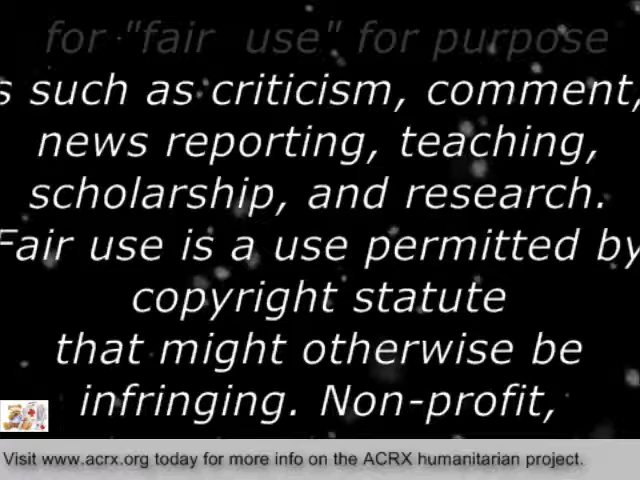 for "fair use" for purpose
s such as criticism, comment,
news reporting, teaching,
scholarship, and research.
Fair use is a use permitted by
copyright statute
that might otherwise be
infringing. Non-profit,
Visit www.acrx.org today for more info on the ACRX humanitarian project.